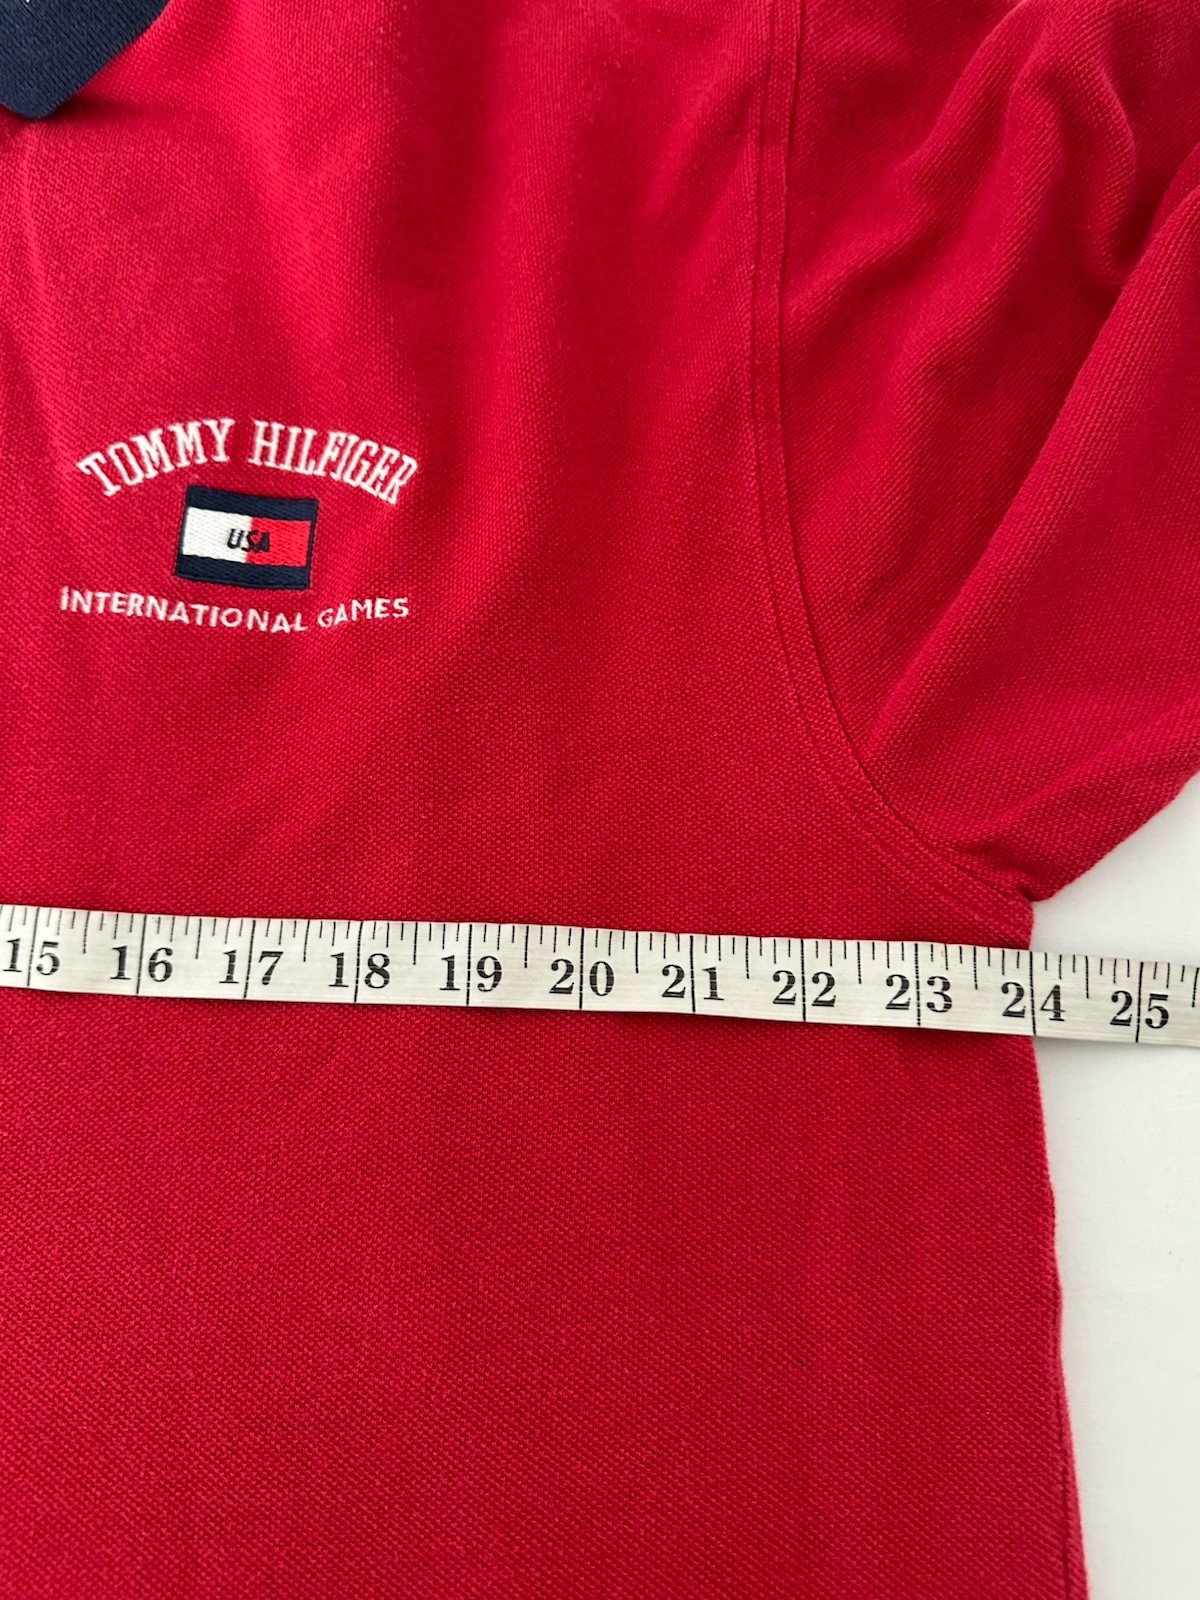 TOMMY HILFIGER
USA
INTERNATIONAL GAMES
15 16 17 18 19 20 21 22 23 24 25